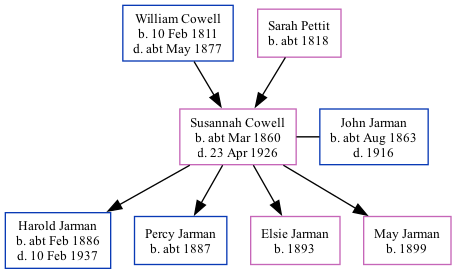 William Cowell
b. 10 Feb 1811
d. abt May 1877
Sarah Pettit
b. abt 1818
Susannah Cowell
b. abt Mar 1860
d. 23 Apr 1926
John Jarman
b. abt Aug 1863
d. 1916
Harold Jarman
b. abt Feb 1886
d. 10 Feb 1937
Percy Jarman
b. abt 1887
Elsie Jarman
b. 1893
May Jarman
b. 1899